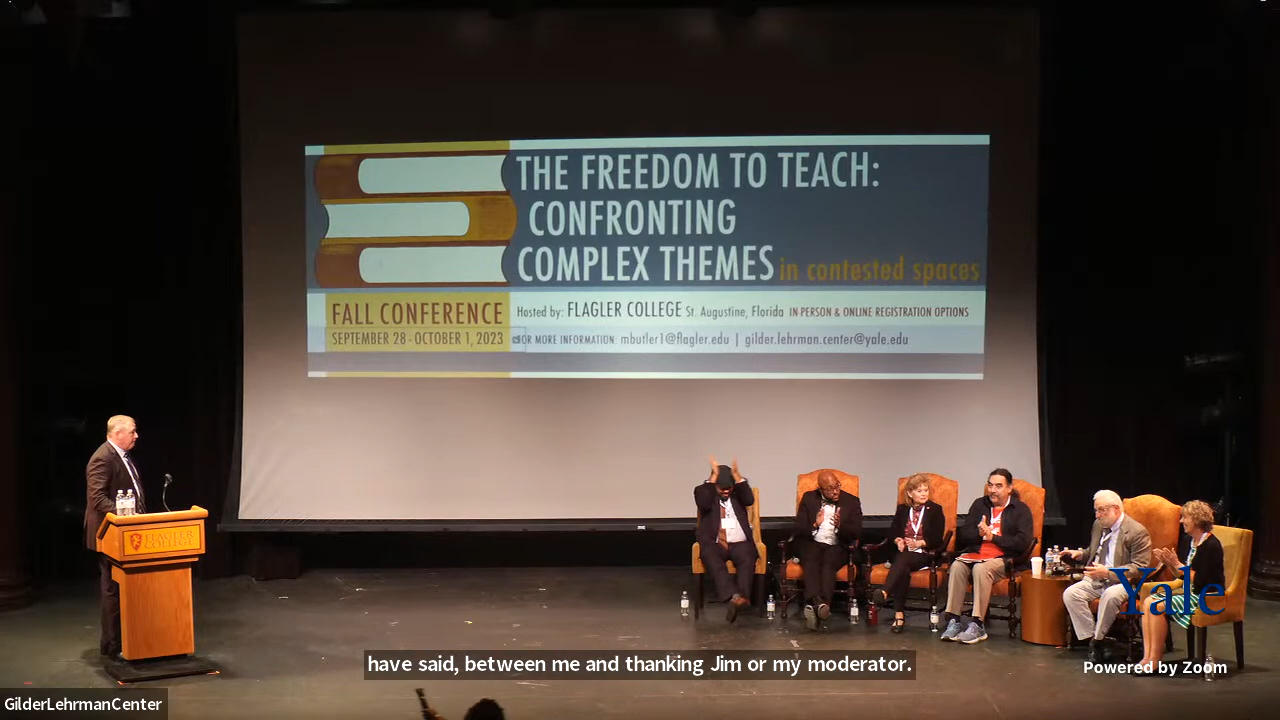 THE FREEDOM TO TEACH:
CONFRONTING
COMPLEX THEMES in contested spaces
FALL CONFERENCE
SEPTEMBER 28 - OCTOBER 1, 2023
Hosted by: FLAGLER COLLEGE St. Augustine, Florida IN-PERSON & ONLINE REGISTRATION OPTIONS
FOR MORE INFORMATION: mbutler1@flagler.edu | gilder.lehrman.center@yale.edu
FLAGLER
COLLEGE
Yale
have said, between me and thanking Jim or my moderator.
Powered by Zoom
GilderLehrmanCenter